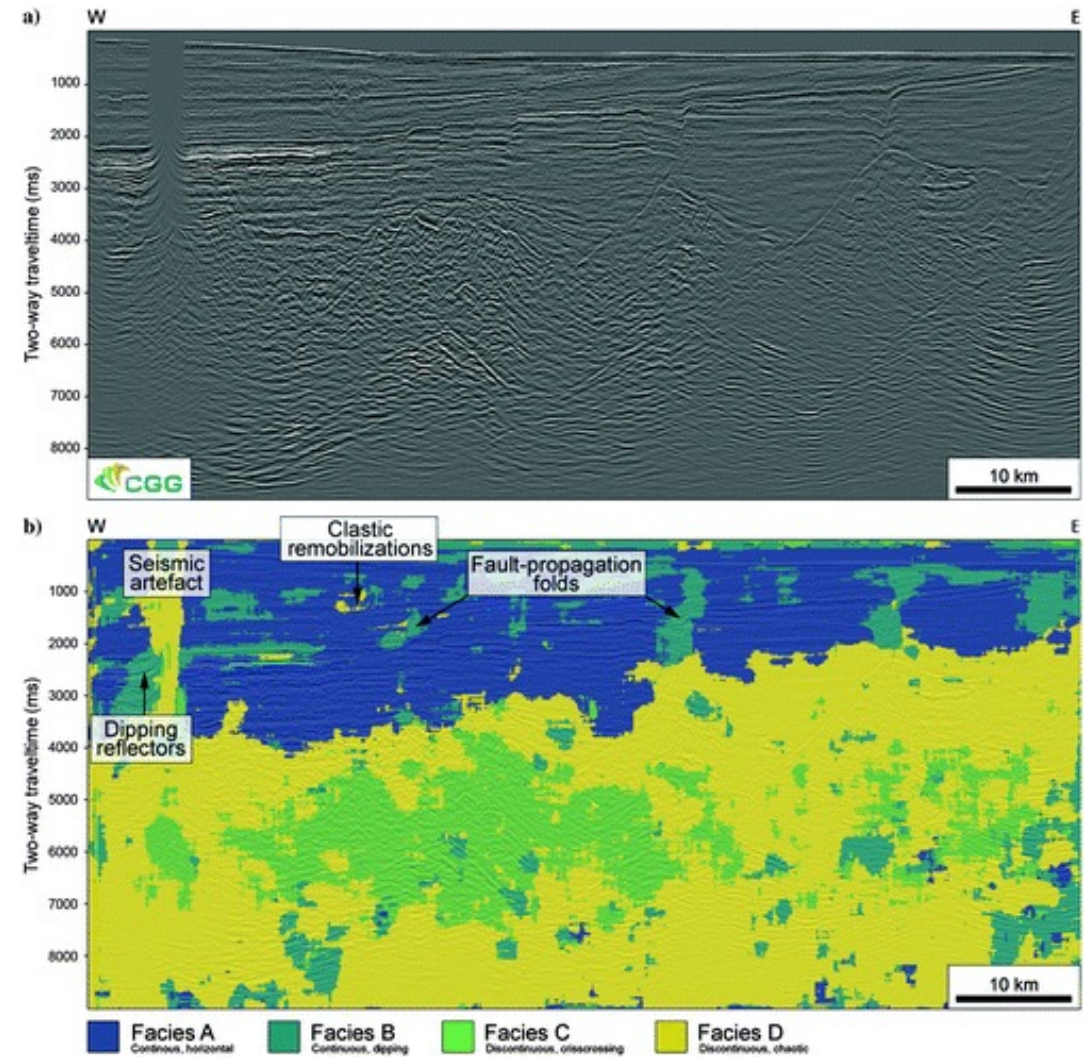 a)
W
E
1000
2000
3000
4000
5000
6000
7000
8000
Two-way traveltime (ms)
CGG
10 km
b)
W
E
Clastic
remobilizations
Seismic
artefact
Fault-propagation
folds
Dipping
reflectors
1000
2000
3000
4000
5000
6000
7000
8000
Two-way traveltime (ms)
10 km
Facies A
Continous, horizontal
Facies B
Continuous, dipping
Facies C
Discontinuous, crisscrossing
Facies D
Discontinuous, chaotic